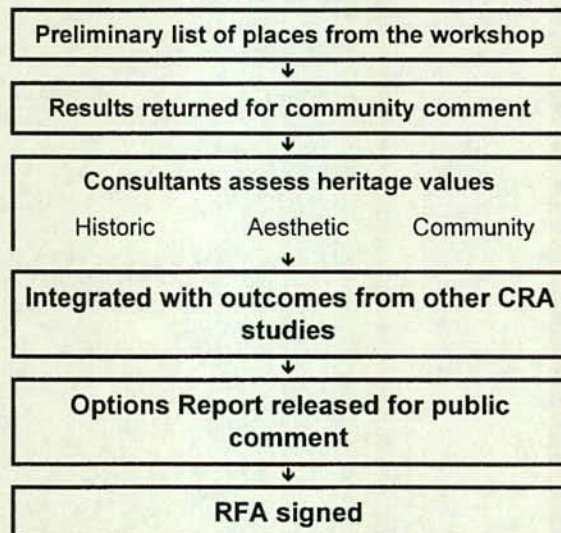 Preliminary list of places from the workshop
Results returned for community comment
Consultants assess heritage values
Historic Aesthetic Community
Integrated with outcomes from other CRA
studies
Options Report released for public
comment
RFA signed